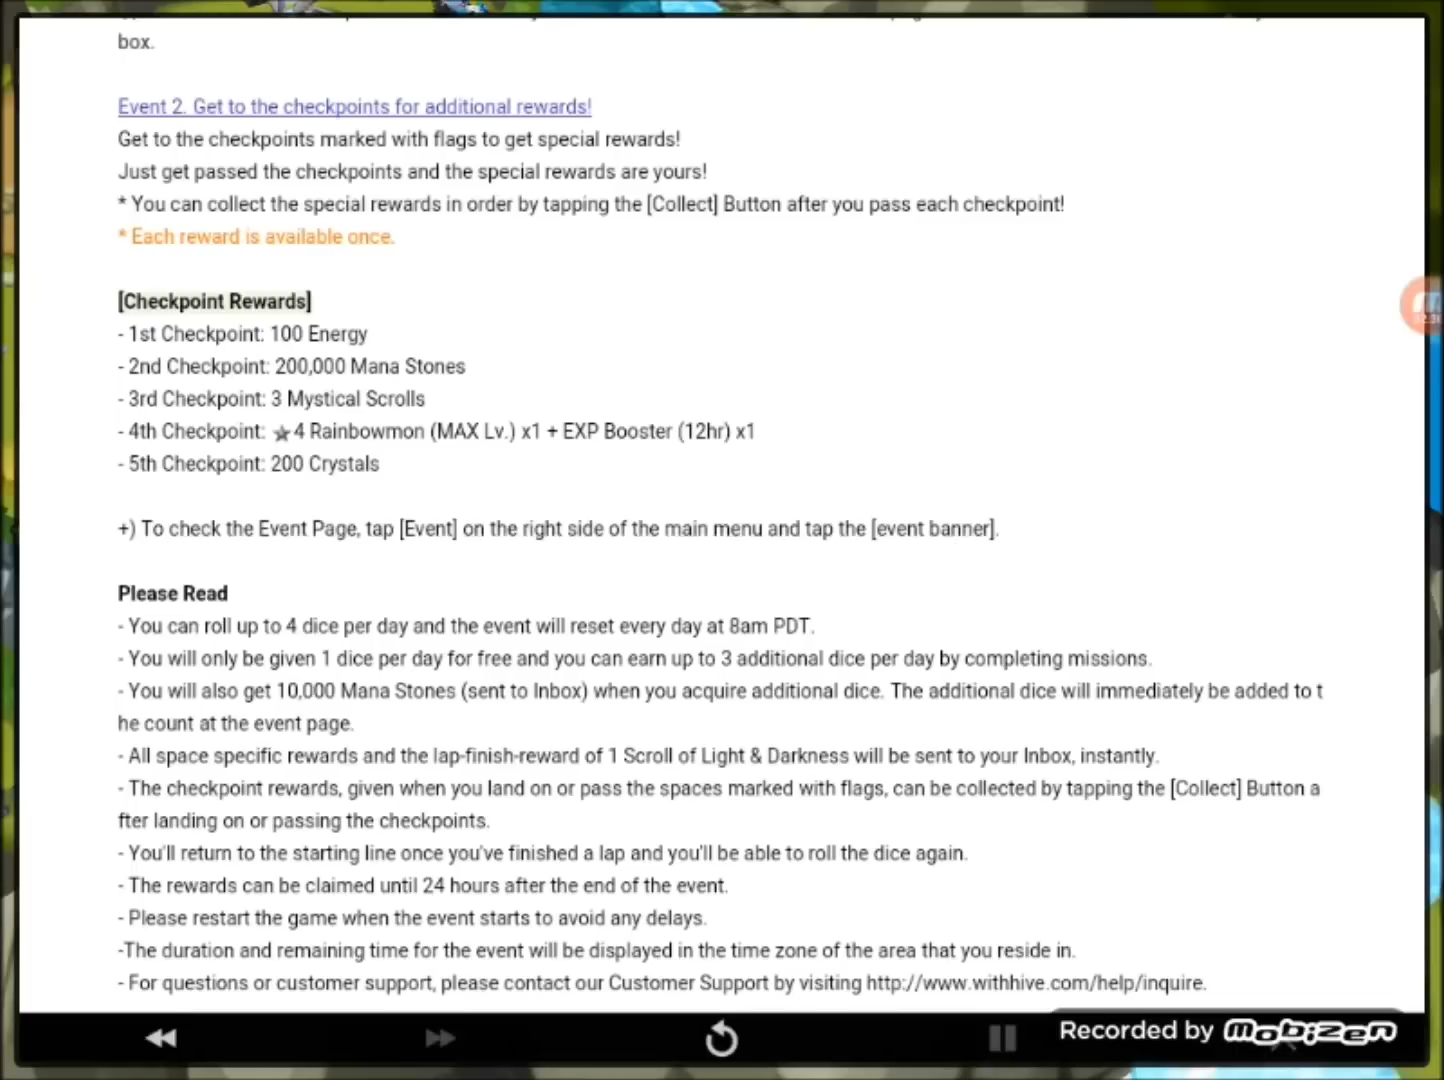 box.
Event 2. Get to the checkpoints for additional rewards!
Get to the checkpoints marked with flags to get special rewards!
Just get passed the checkpoints and the special rewards are yours!
* You can collect the special rewards in order by tapping the [Collect] Button after you pass each checkpoint!
* Each reward is available once.
[Checkpoint Rewards]
- 1st Checkpoint: 100 Energy
- 2nd Checkpoint: 200,000 Mana Stones
- 3rd Checkpoint: 3 Mystical Scrolls
- 4th Checkpoint: ★4 Rainbowmon (MAX Lv.) x1 + EXP Booster (12hr) x1
- 5th Checkpoint: 200 Crystals
+) To check the Event Page, tap [Event] on the right side of the main menu and tap the [event banner].
Please Read
- You can roll up to 4 dice per day and the event will reset every day at 8am PDT.
- You will only be given 1 dice per day for free and you can earn up to 3 additional dice per day by completing missions.
- You will also get 10,000 Mana Stones (sent to Inbox) when you acquire additional dice. The additional dice will immediately be added to t
he count at the event page.
- All space specific rewards and the lap-finish-reward of 1 Scroll of Light & Darkness will be sent to your Inbox, instantly.
- The checkpoint rewards, given when you land on or pass the spaces marked with flags, can be collected by tapping the [Collect] Button a
fter landing on or passing the checkpoints.
- You'll return to the starting line once you've finished a lap and you'll be able to roll the dice again.
- The rewards can be claimed until 24 hours after the end of the event.
- Please restart the game when the event starts to avoid any delays.
-The duration and remaining time for the event will be displayed in the time zone of the area that you reside in.
- For questions or customer support, please contact our Customer Support by visiting http://www.withhive.com/help/inquire.
Recorded by mobizen